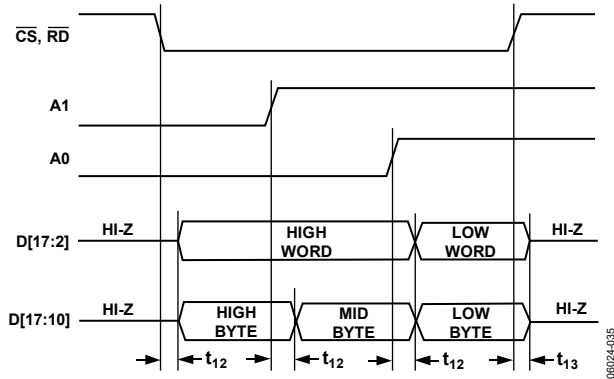 CS, RD
A1
A0
D[17:2] HI-Z HIGH WORD LOW WORD HI-Z
D[17:10] HI-Z HIGH BYTE MID BYTE LOW BYTE HI-Z
t12 t12 t12 t13
06024-035